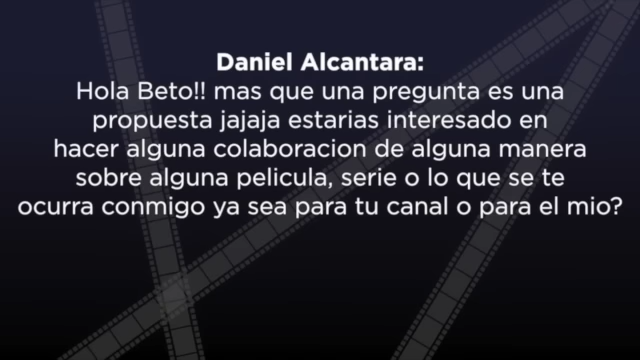 Daniel Alcantara:
Hola Beto!! mas que una pregunta es una
propuesta jajaja estarias interesado en
hacer alguna colaboracion de alguna manera
sobre alguna pelicula, serie o lo que se te
ocurra conmigo ya sea para tu canal o para el mio?